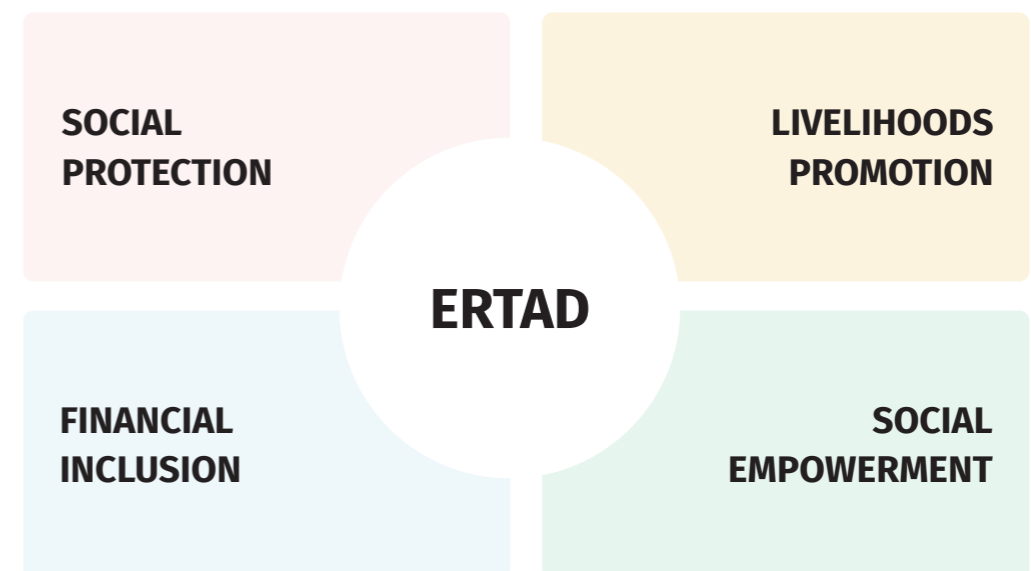 SOCIAL
PROTECTION
LIVELIHOODS
PROMOTION
ERTAD
FINANCIAL
INCLUSION
SOCIAL
EMPOWERMENT